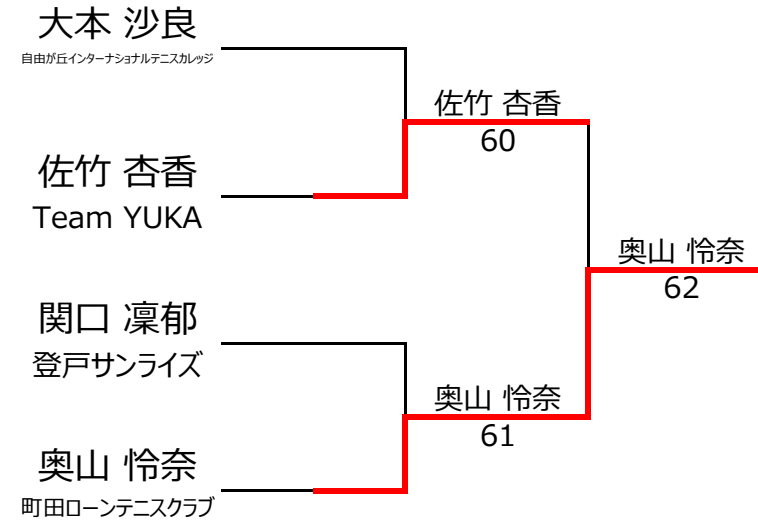 大本 沙良
自由が丘インターナショナルテニスカレッジ
佐竹 杏香
60
佐竹 杏香
Team YUKA
奥山 怜奈
62
関口 凜郁
登戸サンライズ
奥山 怜奈
61
奥山 怜奈
町田ローンテニスクラブ